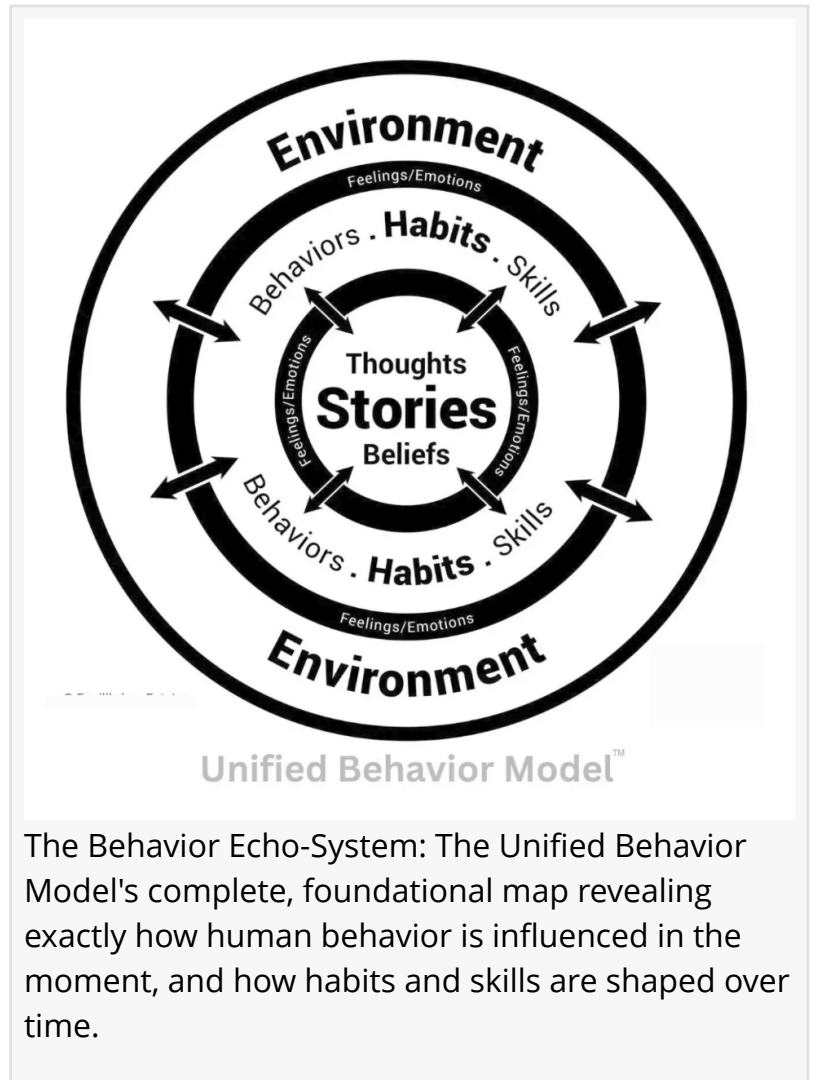 Environment
Feelings/Emotions
Behaviors . Habits . Skills
Feelings/Emotions
Thoughts
Stories
Beliefs
Feelings/Emotions
Behaviors . Habits . Skills
Feelings/Emotions
Environment
Unified Behavior Model™
The Behavior Echo-System: The Unified Behavior
Model's complete, foundational map revealing
exactly how human behavior is influenced in the
moment, and how habits and skills are shaped over
time.